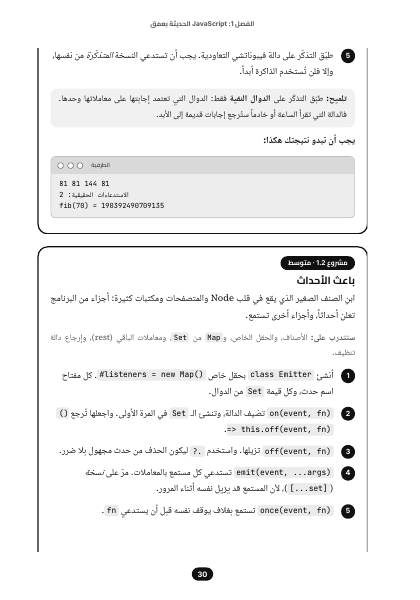 الفصل 1: JavaScript الحديثة بعمق
5 طبّق التذكّر على دالة فيبوناتشي التعاودية. يجب أن تستدعي النسخة المتذكّرة من نفسها،
وإلا فلن تُستخدم الذاكرة أبداً.
تلميح: طبّق التذكّر على الدوال النقية فقط: الدوال التي تعتمد إجابتها على معاملاتها وحدها.
فالدالة التي تقرأ الساعة أو خادماً ستُرجع إجابات قديمة إلى الأبد.
يجب أن تبدو نتيجتك هكذا:
الطرفية
81 81 144 81
الاستدعاءات الحقيقية: 2
fib(70) = 190392490709135
مشروع 1.2 · متوسط
باعث الأحداث
ابنِ الصنف الصغير الذي يقع في قلب Node والمتصفحات ومكتبات كثيرة: أجزاء من البرنامج
تعلن أحداثاً، وأجزاء أخرى تستمع.
ستتدرب على: الأصناف، والحقل الخاص، و Map من Set، ومعاملات الباقي (rest)، وإرجاع دالة
تنظيف.
1 أنشئ class Emitter بحقل خاص #listeners = new Map(). كل مفتاح
اسم حدث، وكل قيمة Set من الدوال.
2 on(event, fn) تضيف الدالة، وتنشئ الـ Set في المرة الأولى. واجعلها تُرجع ()
=> this.off(event, fn).
3 off(event, fn) تزيلها. واستخدم ?. ليكون الحذف من حدث مجهول بلا ضرر.
4 emit(event, ...args) تستدعي كل مستمع بالمعاملات. مرّ على نسخة
([...set])، لأن المستمع قد يزيل نفسه أثناء المرور.
5 once(event, fn) تستمع بغلاف يوقف نفسه قبل أن يستدعي fn.
30